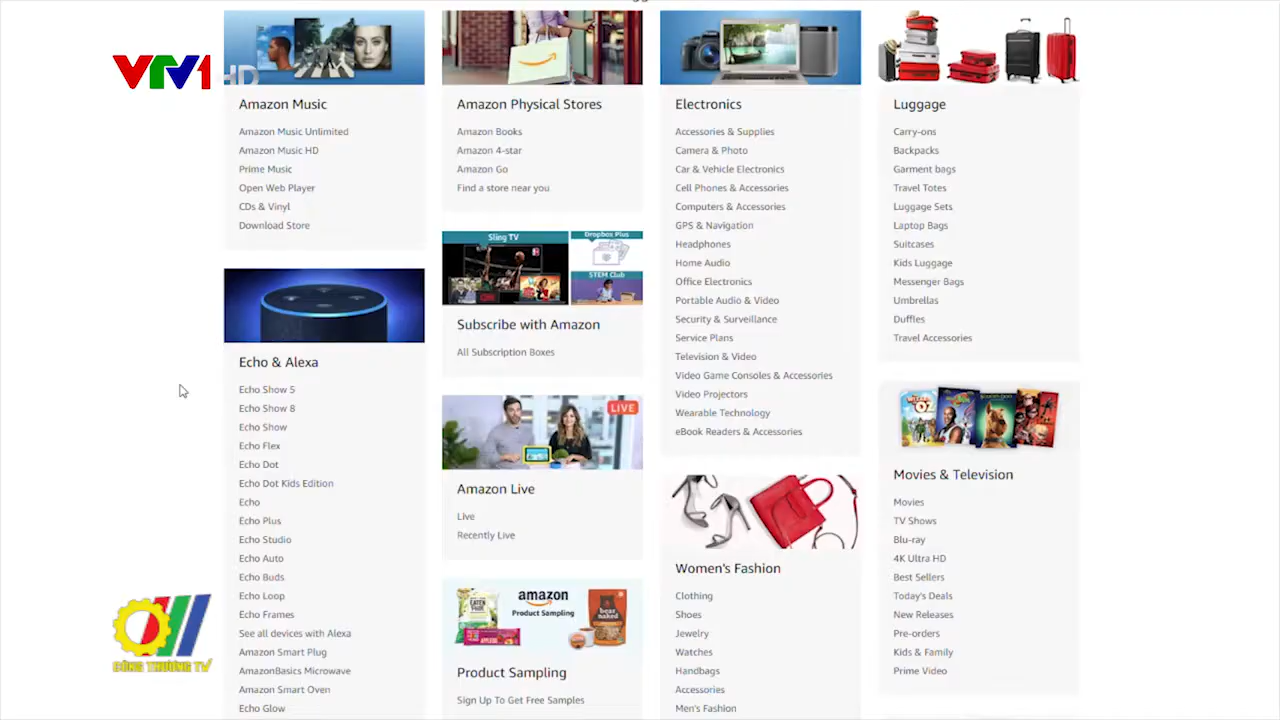 VTV1 HD
Amazon Music
Amazon Music Unlimited
Amazon Music HD
Prime Music
Open Web Player
CDs & Vinyl
Download Store
Echo & Alexa
Echo Show 5
Echo Show 8
Echo Show
Echo Flex
Echo Dot
Echo Dot Kids Edition
Echo
Echo Plus
Echo Studio
Echo Auto
Echo Buds
Echo Loop
Echo Frames
See all devices with Alexa
Amazon Smart Plug
AmazonBasics Microwave
Amazon Smart Oven
Echo Glow
CÔNG THƯƠNG TV
Amazon Physical Stores
Amazon Books
Amazon 4-star
Amazon Go
Find a store near you
Sling TV
Dropbox Plus
STEM Club
Subscribe with Amazon
All Subscription Boxes
LIVE
Amazon Live
Live
Recently Live
amazon
Product Sampling
bear naked
Product Sampling
Sign Up To Get Free Samples
Electronics
Accessories & Supplies
Camera & Photo
Car & Vehicle Electronics
Cell Phones & Accessories
Computers & Accessories
GPS & Navigation
Headphones
Home Audio
Office Electronics
Portable Audio & Video
Security & Surveillance
Service Plans
Television & Video
Video Game Consoles & Accessories
Video Projectors
Wearable Technology
eBook Readers & Accessories
Women's Fashion
Clothing
Shoes
Jewelry
Watches
Handbags
Accessories
Men's Fashion
Luggage
Carry-ons
Backpacks
Garment bags
Travel Totes
Luggage Sets
Laptop Bags
Suitcases
Kids Luggage
Messenger Bags
Umbrellas
Duffles
Travel Accessories
Movies & Television
Movies
TV Shows
Blu-ray
4K Ultra HD
Best Sellers
Today's Deals
New Releases
Pre-orders
Kids & Family
Prime Video